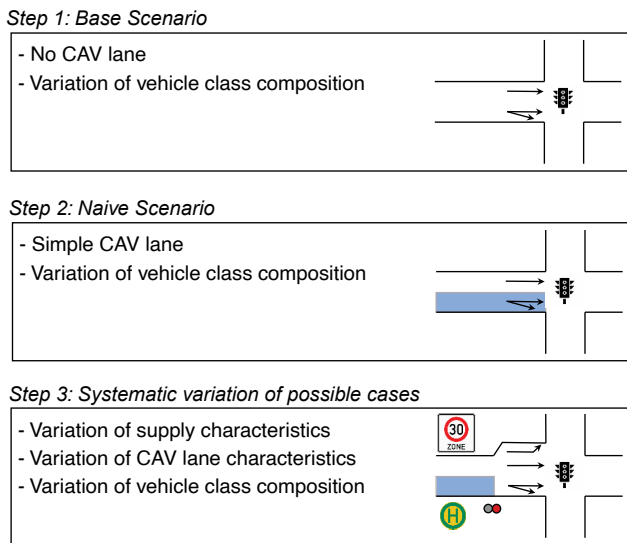 Step 1: Base Scenario
- No CAV lane
- Variation of vehicle class composition
Step 2: Naive Scenario
- Simple CAV lane
- Variation of vehicle class composition
Step 3: Systematic variation of possible cases
- Variation of supply characteristics
- Variation of CAV lane characteristics
- Variation of vehicle class composition
30
ZONE
H